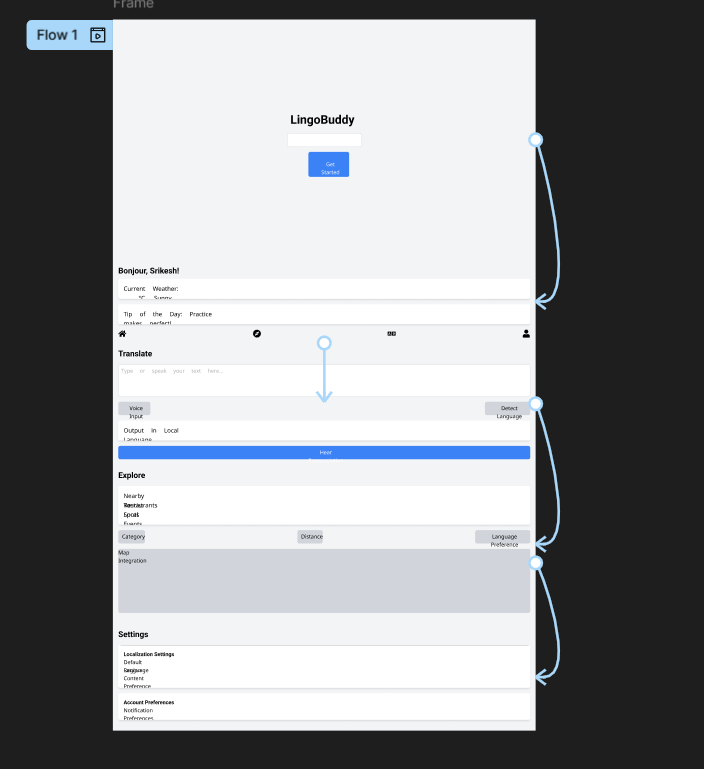 Frame
Flow 1
LingoBuddy
Get
Started
Bonjour, Srikesh!
Current Weather:
°C Sunny
Tip of the Day: Practice
makes perfect!
Translate
Type or speak your text here...
Voice
Input
Detect
Language
Output in Local
Language
Hear
Explore
Nearby
Restaurants
Local
Events
Category
Distance
Language
Preference
Map
Integration
Settings
Localization Settings
Default
Language
Content
Preference
Account Preferences
Notification
Preferences